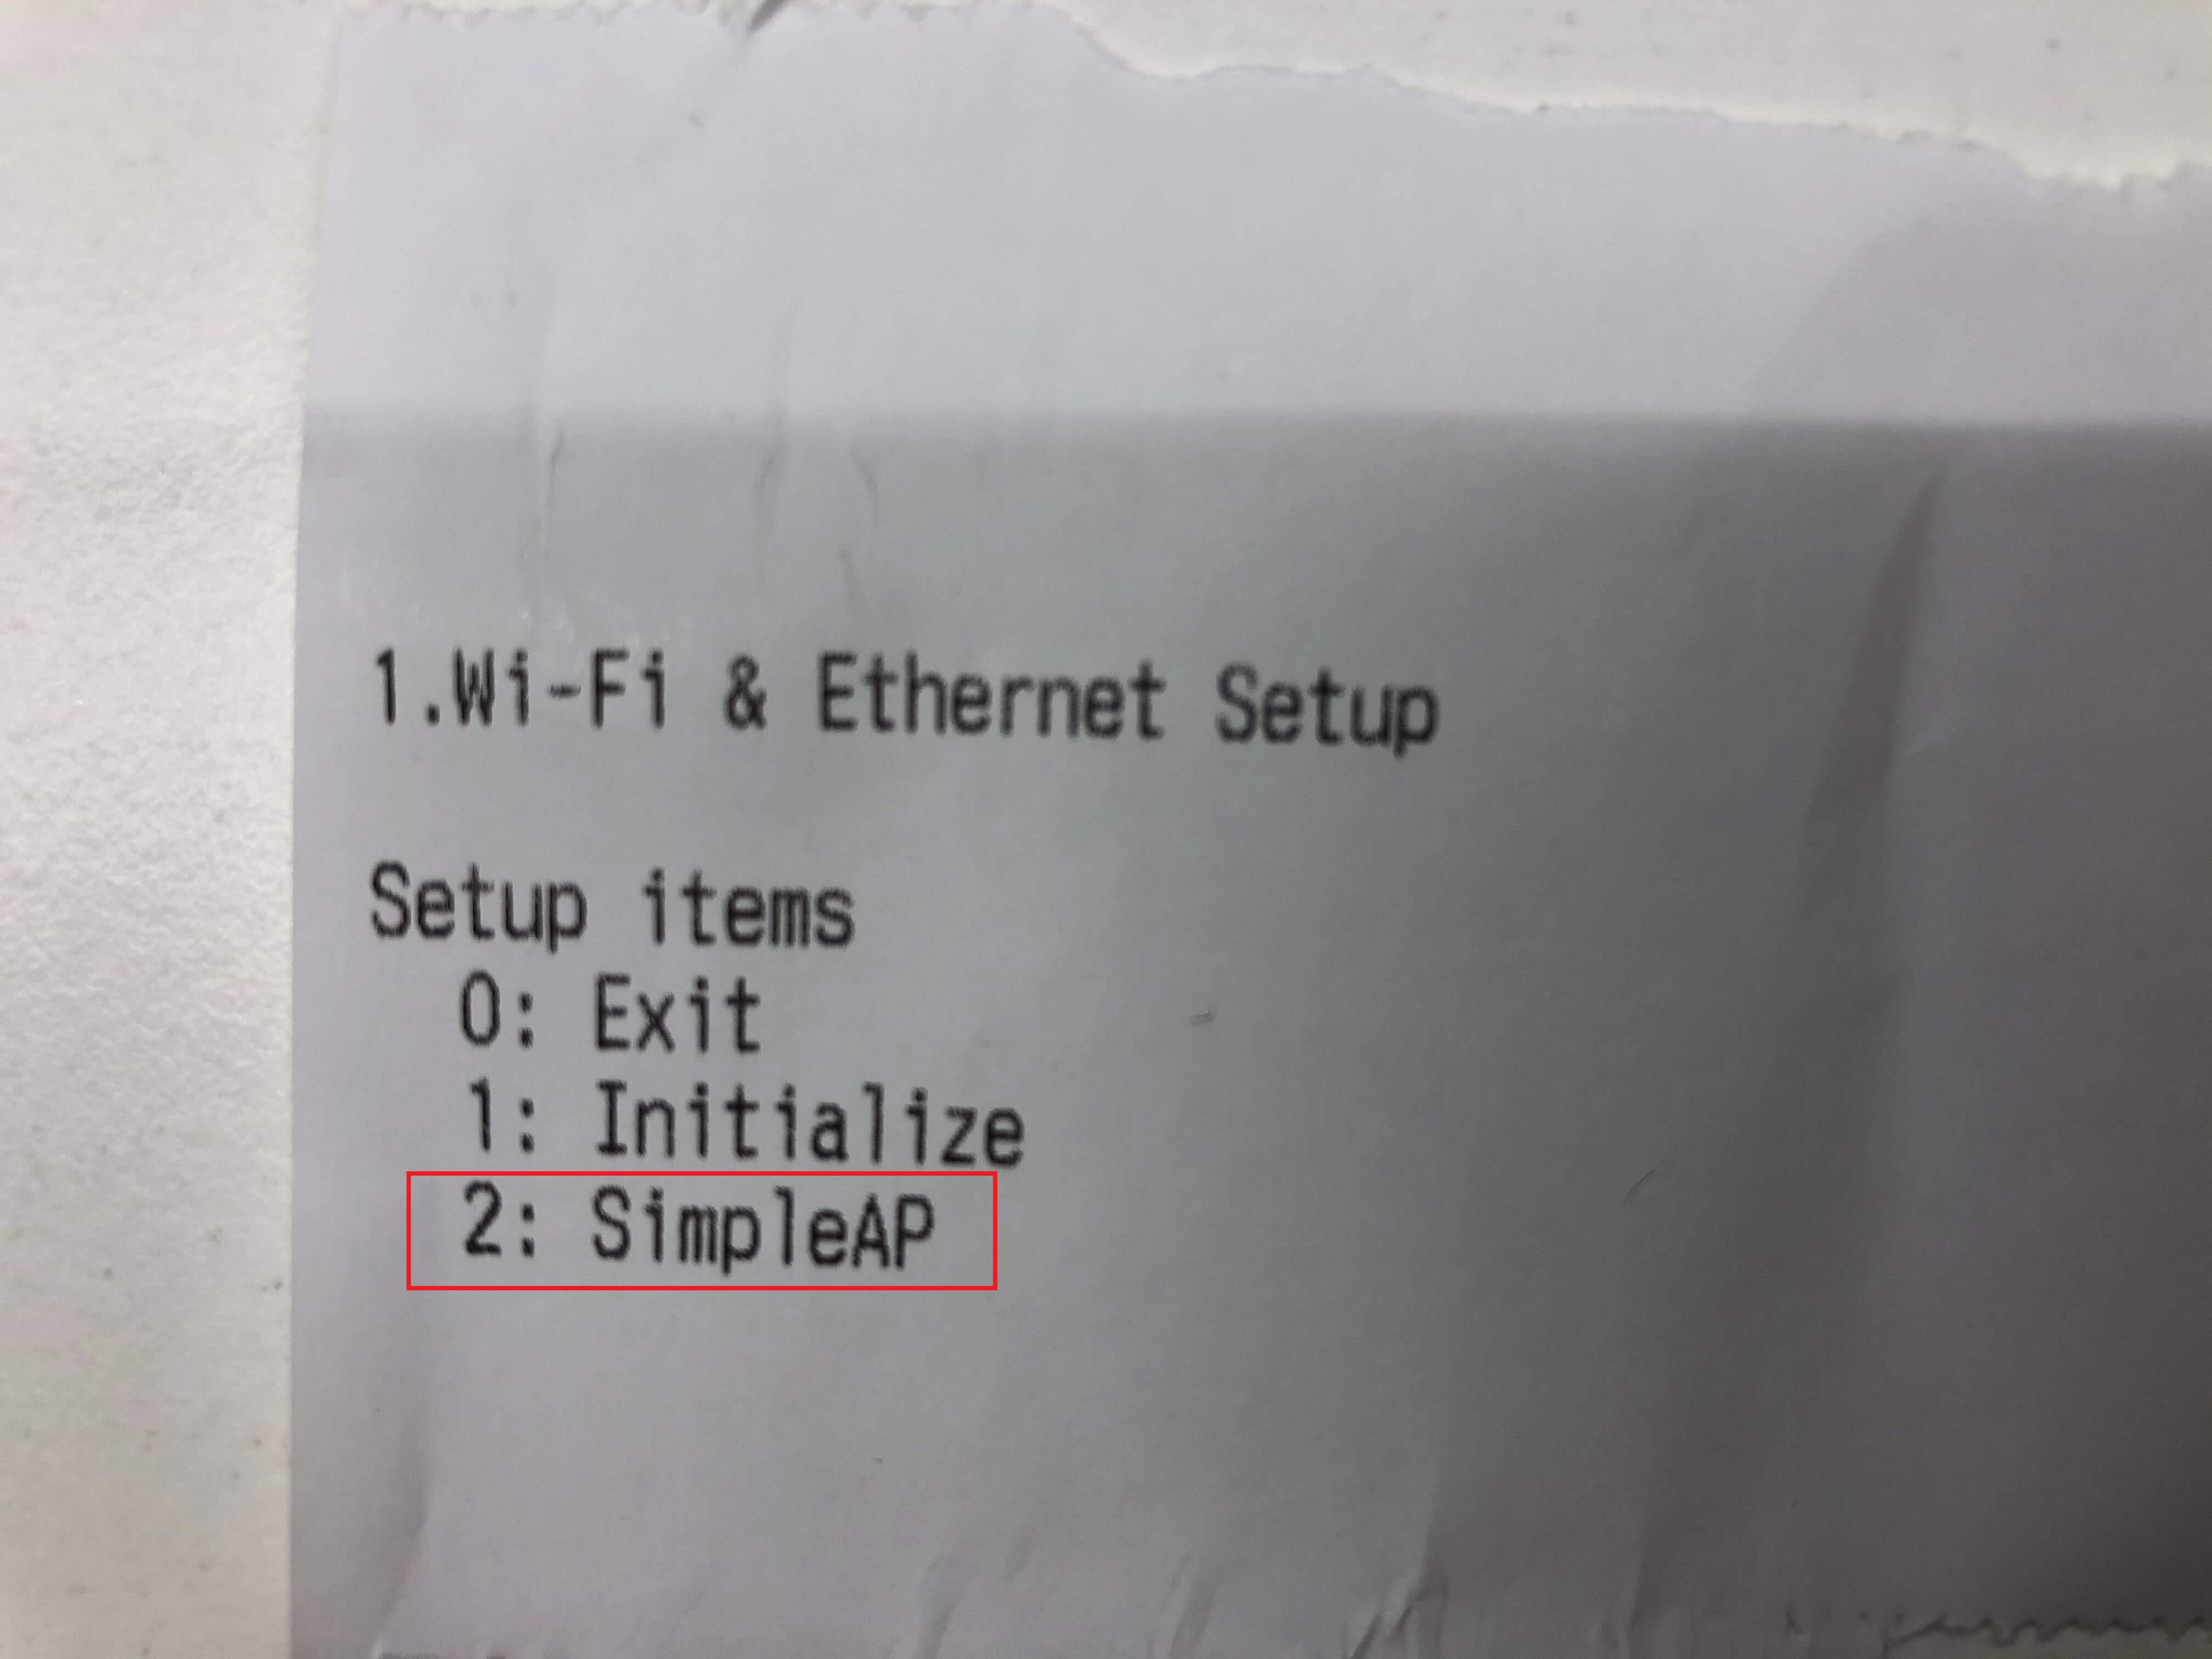 1.Wi-Fi & Ethernet Setup
Setup items
0: Exit
1: Initialize
2: SimpleAP